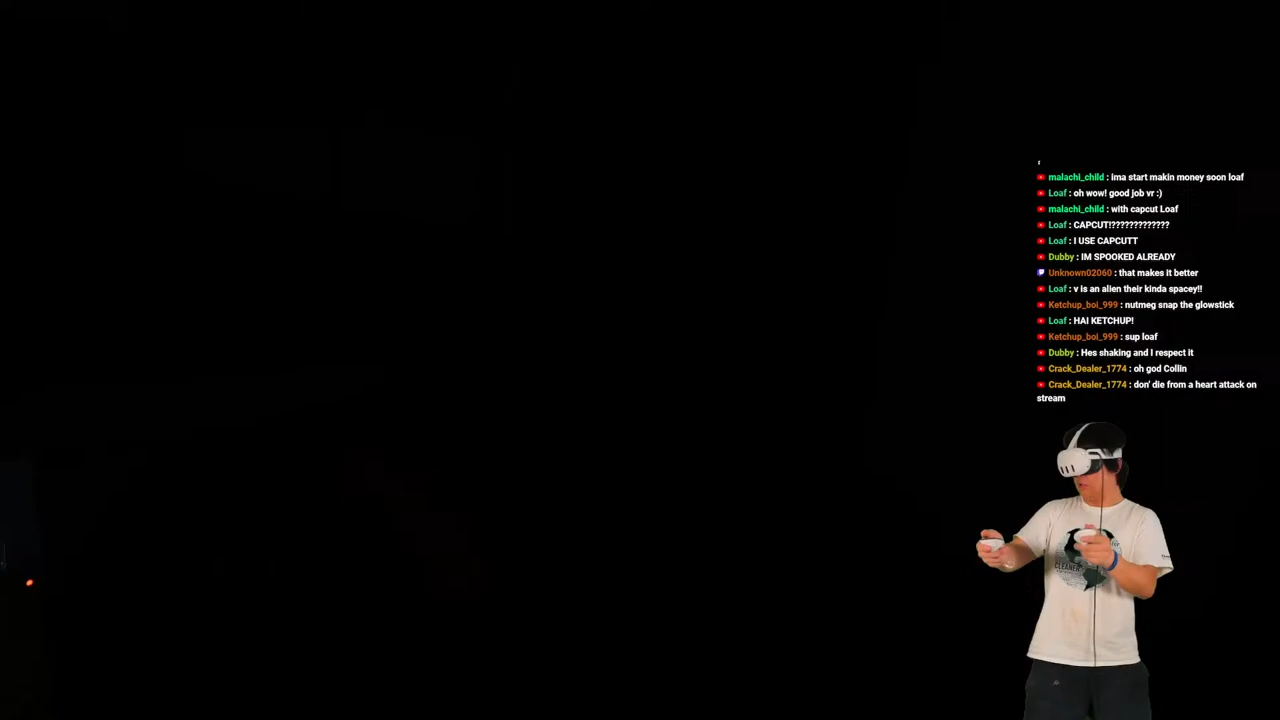 malachi_child : ima start makin money soon loaf
Loaf : oh wow! good job vr :)
malachi_child : with capcut Loaf
Loaf : CAPCUT!?????????????
Loaf : I USE CAPCUTT
Dubby : IM SPOOKED ALREADY
Unknown02060 : that makes it better
Loaf : v is an alien their kinda spacey!!
Ketchup_boi_999 : nutmeg snap the glowstick
Loaf : HAI KETCHUP!
Ketchup_boi_999 : sup loaf
Dubby : Hes shaking and I respect it
Crack_Dealer_1774 : oh god Collin
Crack_Dealer_1774 : don' die from a heart attack on
stream
CLEANER